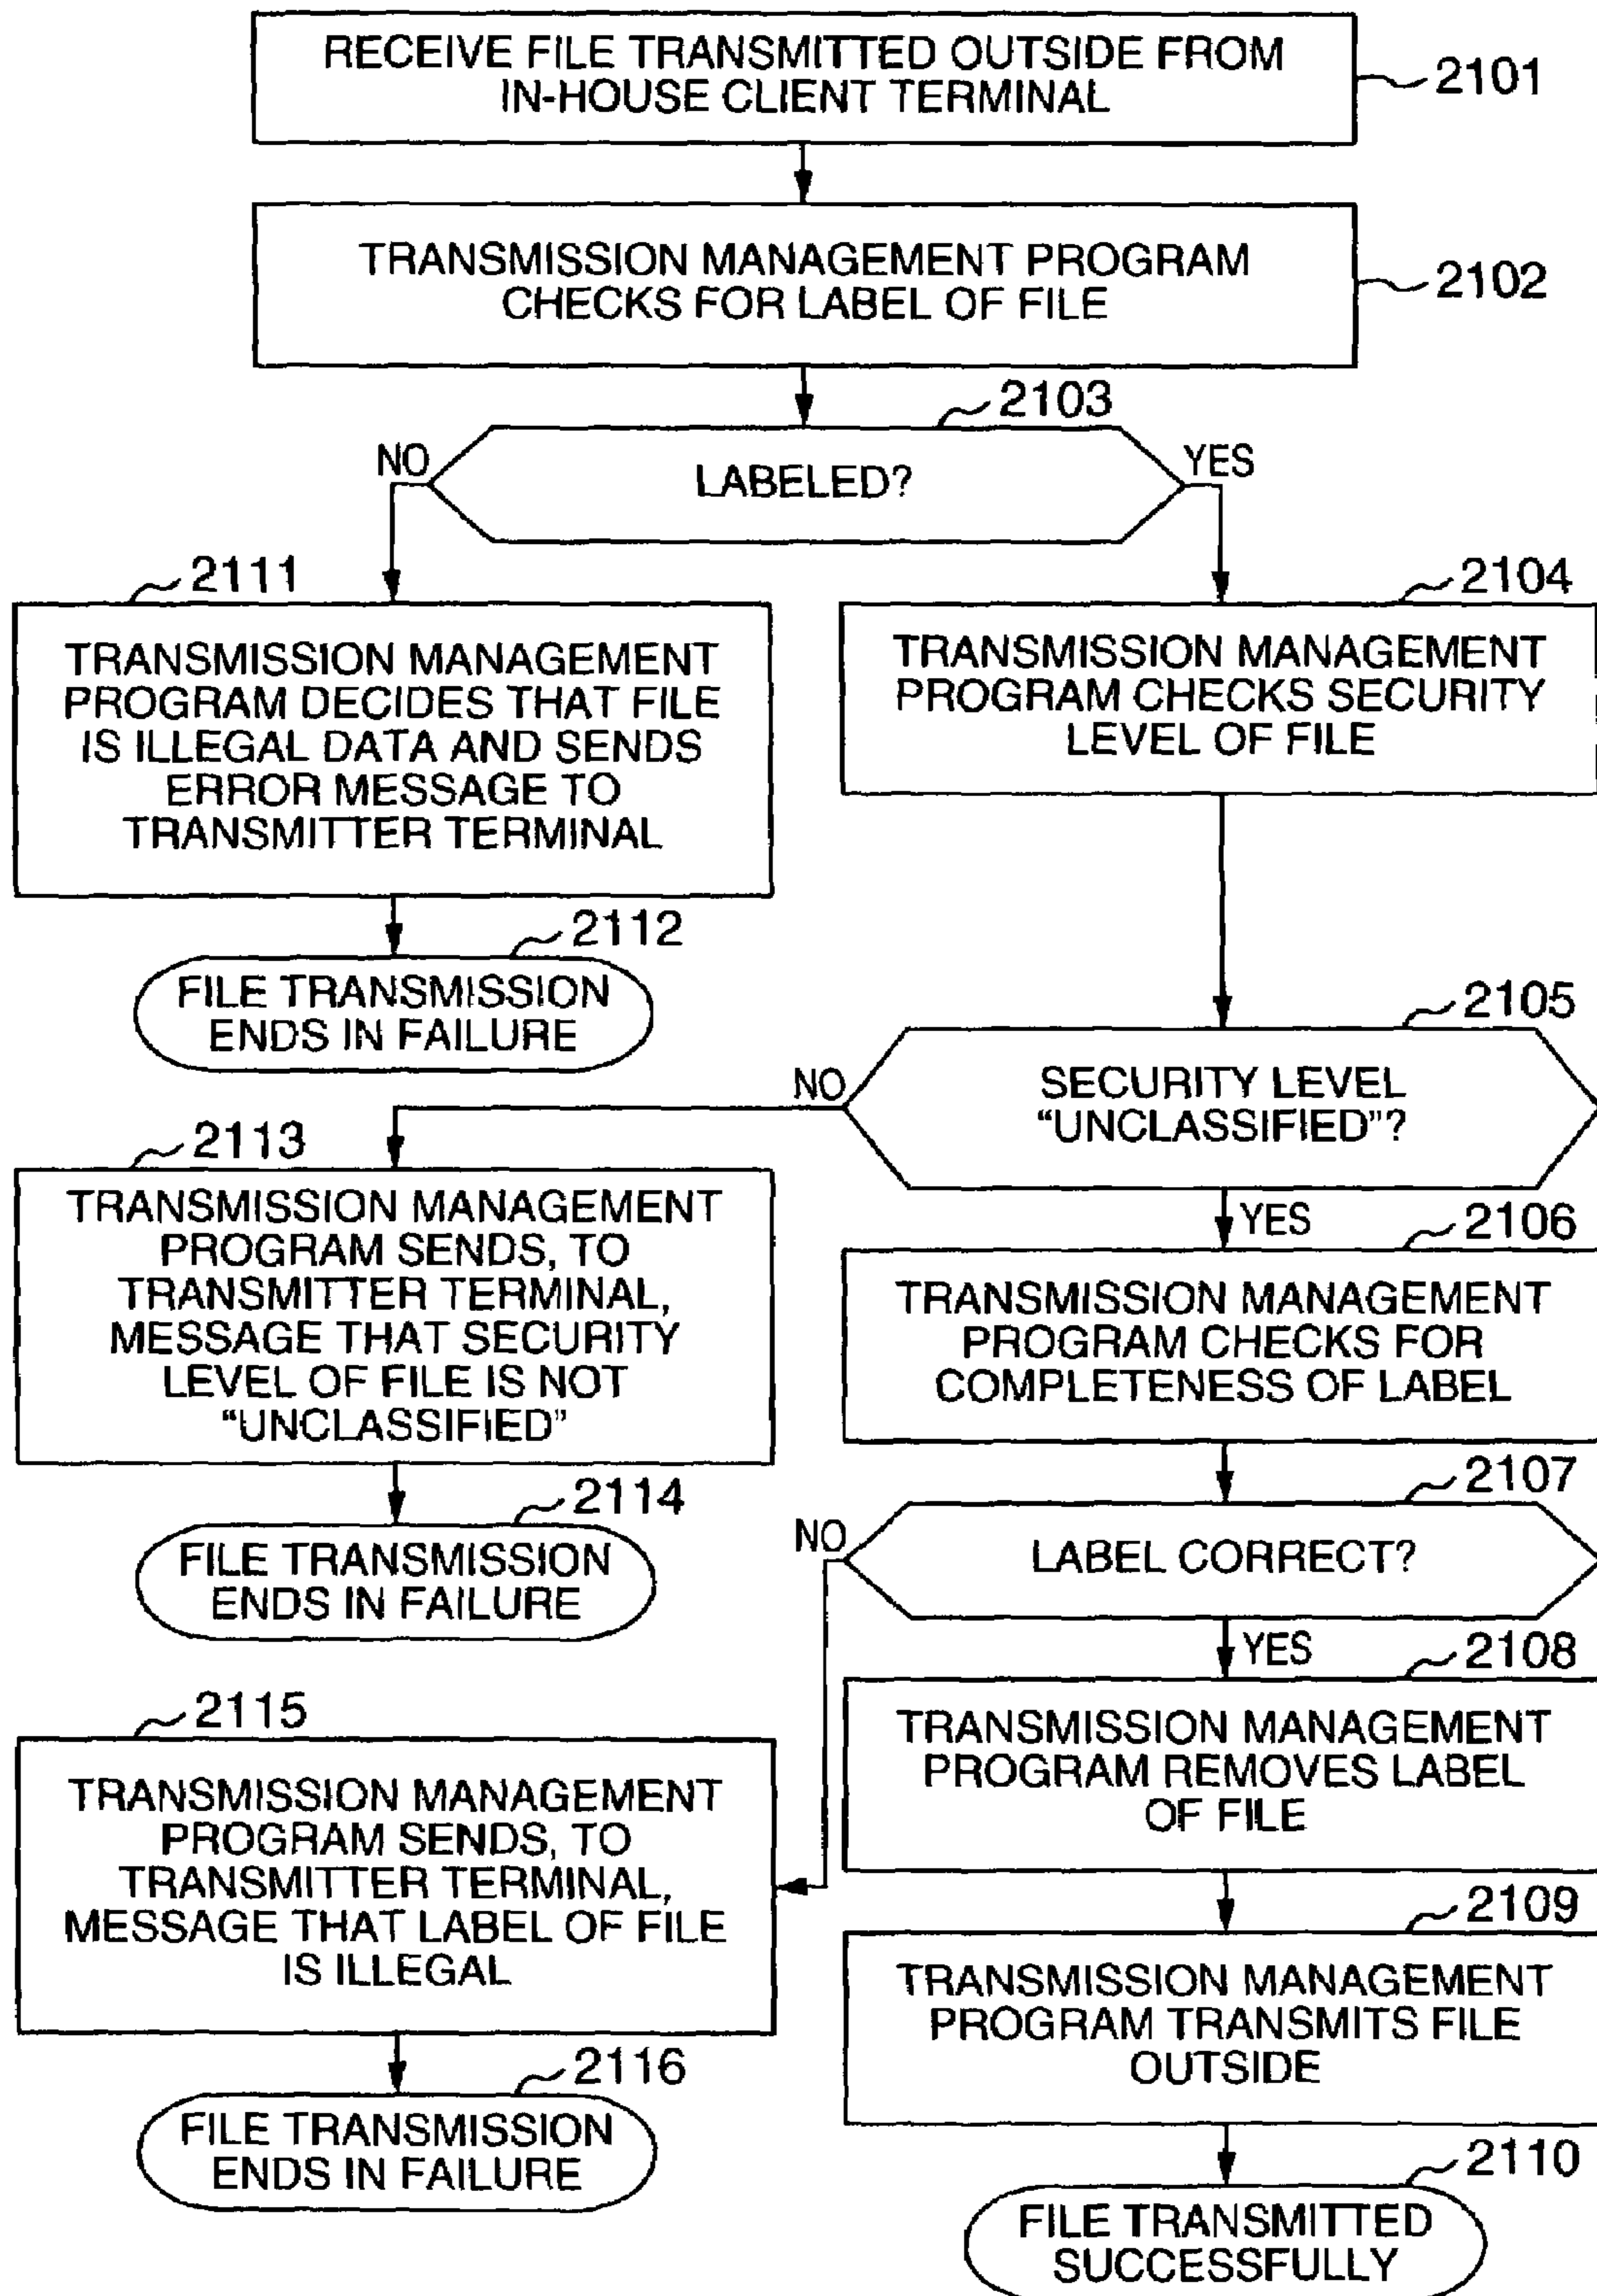 RECEIVE FILE TRANSMITTED OUTSIDE FROM
IN-HOUSE CLIENT TERMINAL
2101
TRANSMISSION MANAGEMENT PROGRAM
CHECKS FOR LABEL OF FILE
2102
2103
NO
LABELED?
YES
2111
TRANSMISSION MANAGEMENT
PROGRAM DECIDES THAT FILE
IS ILLEGAL DATA AND SENDS
ERROR MESSAGE TO
TRANSMITTER TERMINAL
2104
TRANSMISSION MANAGEMENT
PROGRAM CHECKS SECURITY
LEVEL OF FILE
2112
FILE TRANSMISSION
ENDS IN FAILURE
2105
NO
SECURITY LEVEL
“UNCLASSIFIED”?
YES
2113
TRANSMISSION MANAGEMENT
PROGRAM SENDS, TO
TRANSMITTER TERMINAL,
MESSAGE THAT SECURITY
LEVEL OF FILE IS NOT
“UNCLASSIFIED”
2106
TRANSMISSION MANAGEMENT
PROGRAM CHECKS FOR
COMPLETENESS OF LABEL
2114
FILE TRANSMISSION
ENDS IN FAILURE
2107
NO
LABEL CORRECT?
YES
2108
TRANSMISSION MANAGEMENT
PROGRAM REMOVES LABEL
OF FILE
2115
TRANSMISSION MANAGEMENT
PROGRAM SENDS, TO
TRANSMITTER TERMINAL,
MESSAGE THAT LABEL OF FILE
IS ILLEGAL
2109
TRANSMISSION MANAGEMENT
PROGRAM TRANSMITS FILE
OUTSIDE
2116
FILE TRANSMISSION
ENDS IN FAILURE
2110
FILE TRANSMITTED
SUCCESSFULLY